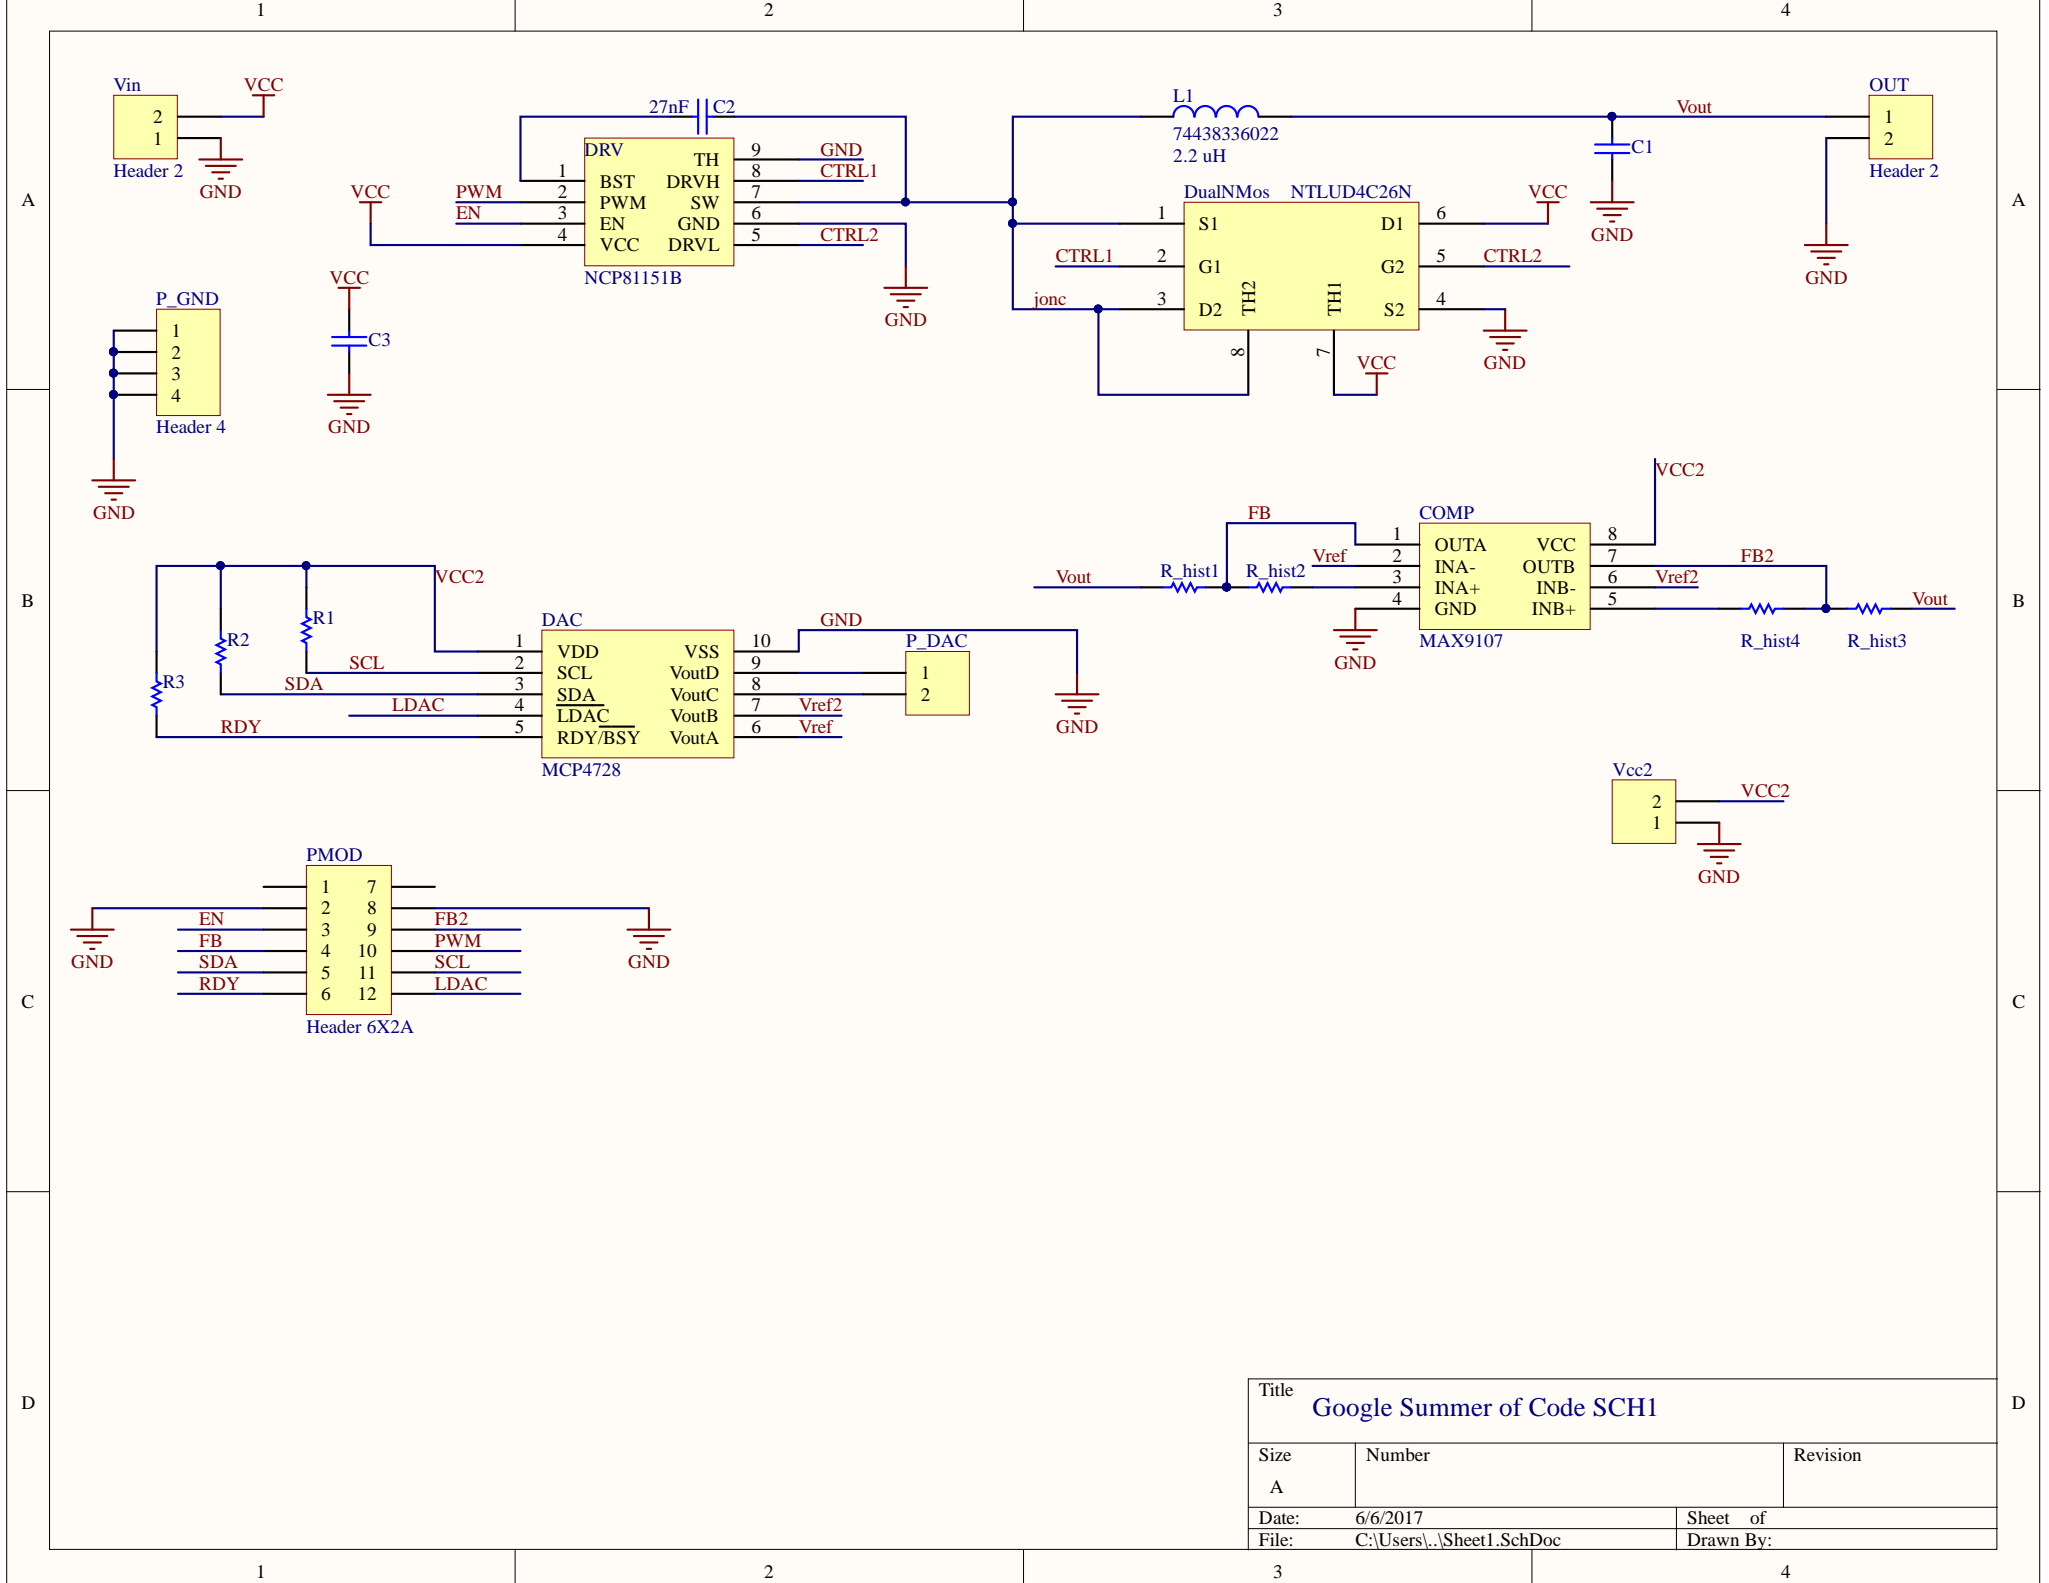 1 2 3 4
A
A
B
B
C
C
D
D
1 2 3 4
Vin
VCC
2
1
Header 2
GND
P_GND
1
2
3
4
Header 4
GND
VCC
VCC
C3
GND
27nF C2
DRV
PWM
EN
1 BST
2 PWM
3 EN
4 VCC
TH 9 GND
DRVH 8 CTRL1
SW 7
GND 6
DRVL 5 CTRL2
NCP81151B
GND
L1
74438336022
2.2 uH
Vout
C1
GND
OUT
1
2
Header 2
GND
DualNMos NTLUD4C26N
1 S1
CTRL1 2 G1
jonc 3 D2
TH2
TH1
8
7
D1 6 VCC
G2 5 CTRL2
S2 4
GND
VCC
VCC2
R1
R2
R3
SCL
SDA
LDAC
RDY
DAC
1 VDD
2 SCL
3 SDA
4 LDAC
5 RDY/BSY
VSS 10 GND
VoutD 9
VoutC 8
VoutB 7 Vref2
VoutA 6 Vref
MCP4728
P_DAC
1
2
GND
FB
Vout
R_hist1 R_hist2
Vref
COMP
1 OUTA
2 INA-
3 INA+
4 GND
VCC 8
OUTB 7 FB2
INB- 6 Vref2
INB+ 5
MAX9107
GND
VCC2
R_hist4 R_hist3
Vout
Vcc2
2 VCC2
1
GND
PMOD
1 7
2 8
EN 3 9 FB2
FB 4 10 PWM
SDA 5 11 SCL
RDY 6 12 LDAC
Header 6X2A
GND
GND
Title
Google Summer of Code SCH1
Size Number Revision
A
Date: 6/6/2017 Sheet of
File: C:\Users\..\Sheet1.SchDoc Drawn By: